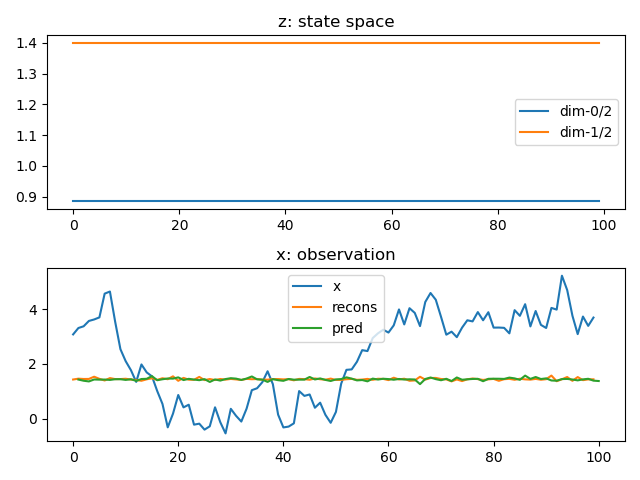 z: state space
1.4
1.3
1.2
1.1
1.0
0.9
dim-0/2
dim-1/2
0 20 40 60 80 100
x: observation
4
2
0
x
recons
pred
0 20 40 60 80 100